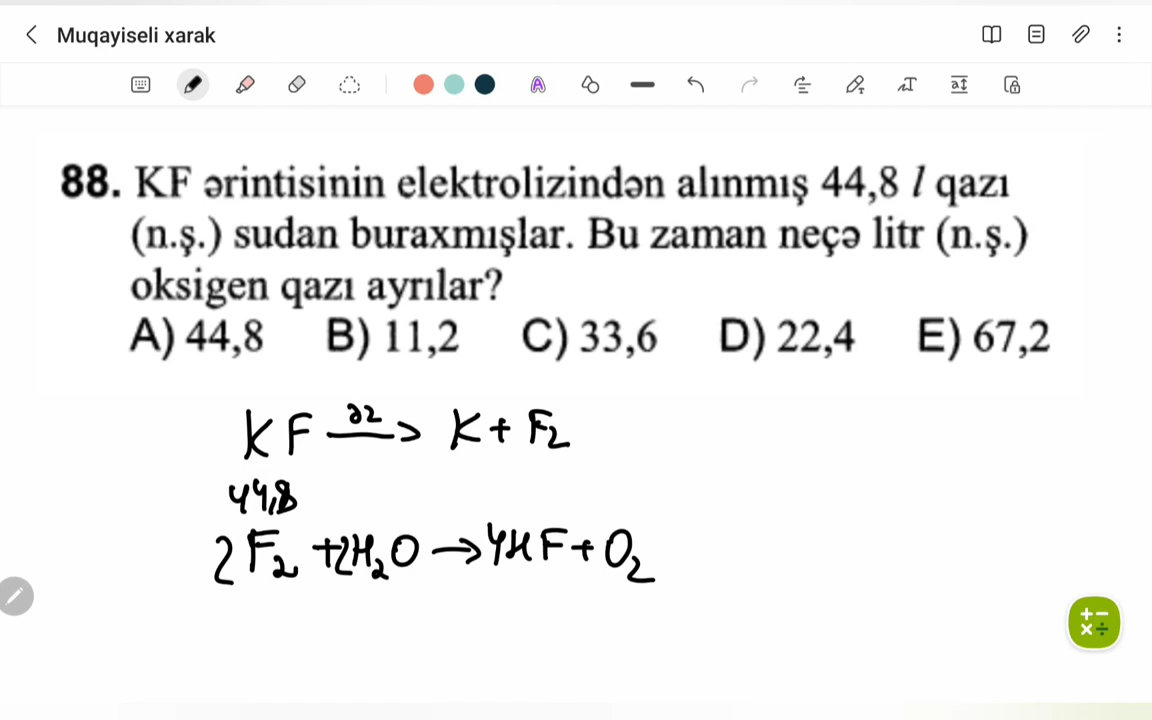 Muqayiseli xarak
88. KF ərintisinin elektrolizindən alınmış 44,8 l qazı
(n.ş.) sudan buraxmışlar. Bu zaman neçə litr (n.ş.)
oksigen qazı ayrılar?
A) 44,8 B) 11,2 C) 33,6 D) 22,4 E) 67,2
KF → K + F₂
44,8
2F₂ + 2H₂O → 4HF + O₂